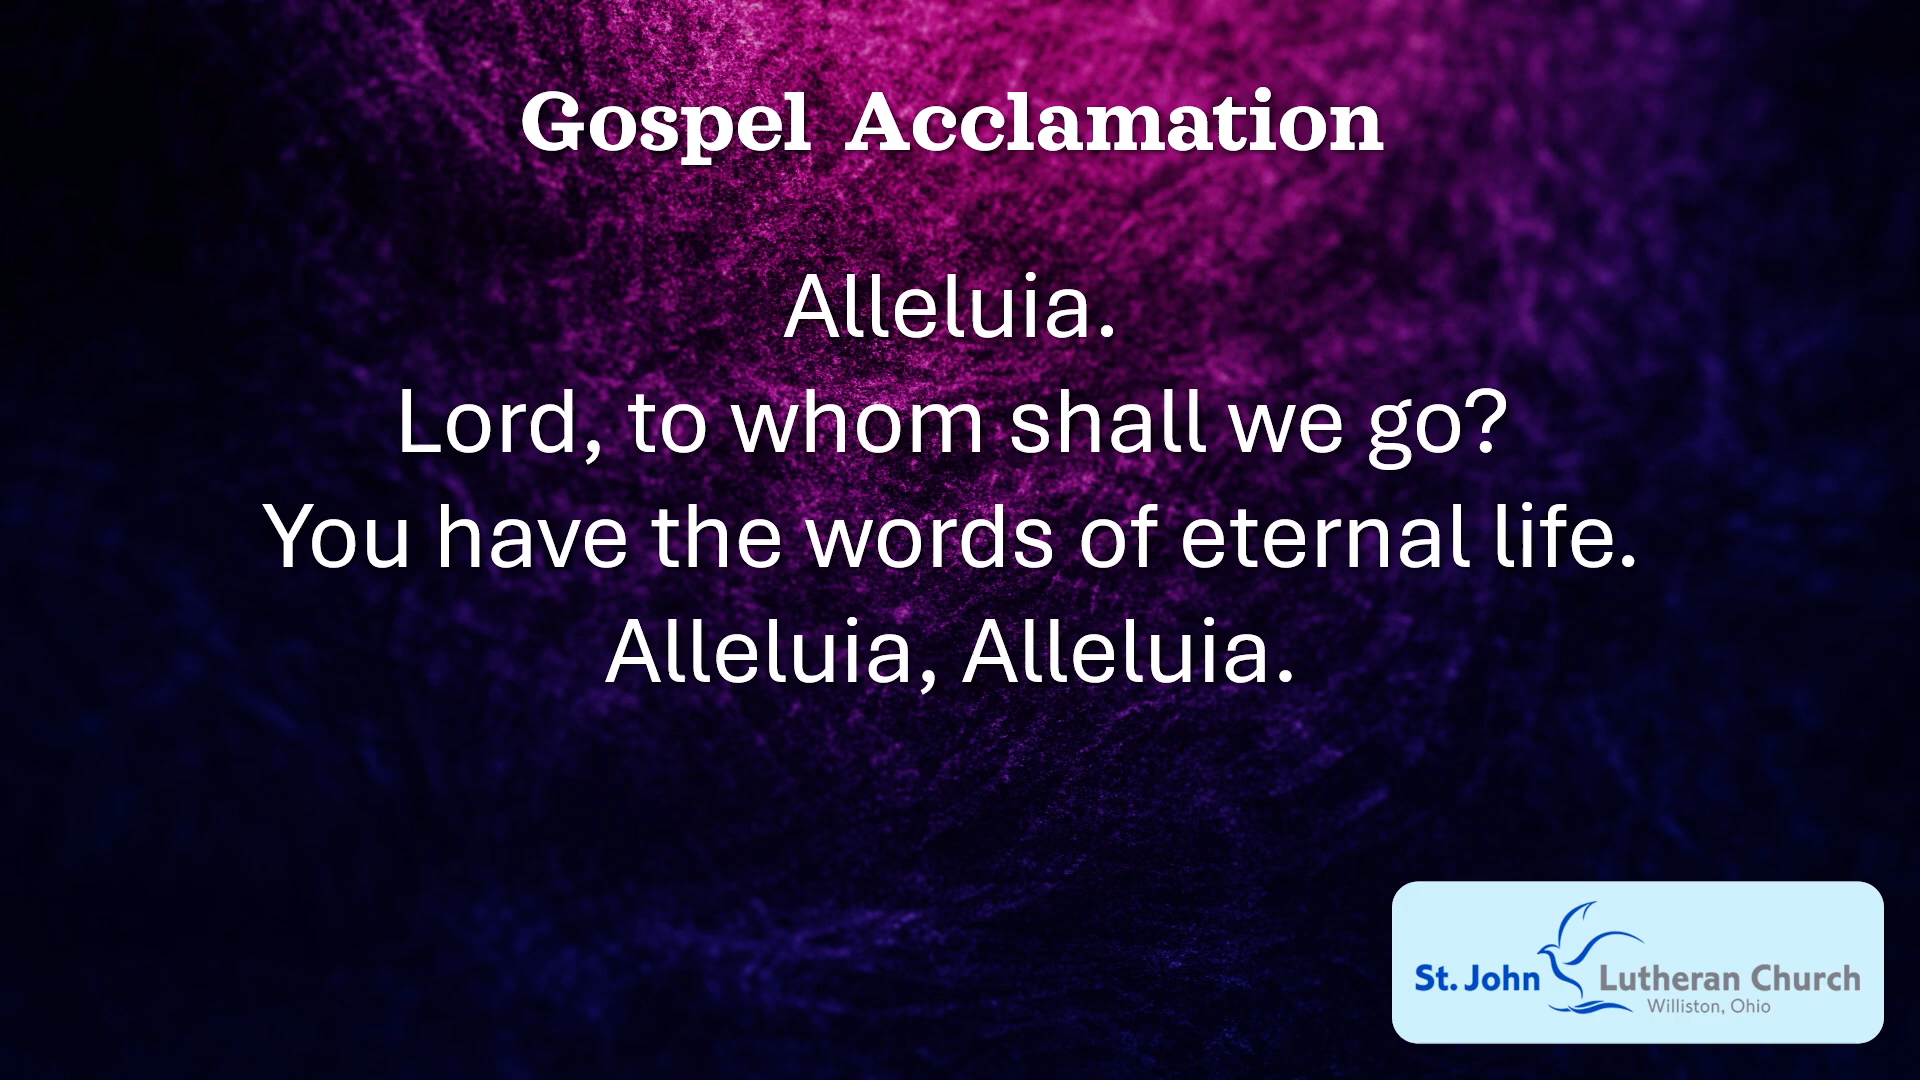 Gospel Acclamation
Alleluia.
Lord, to whom shall we go?
You have the words of eternal life.
Alleluia, Alleluia.
St. John Lutheran Church
Williston, Ohio